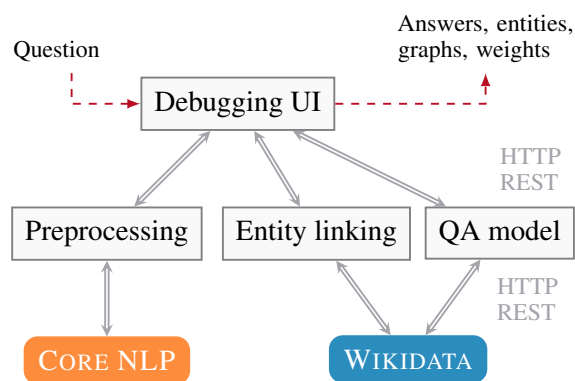 Answers, entities,
graphs, weights
Question
Debugging UI
HTTP
REST
Preprocessing
Entity linking
QA model
HTTP
REST
CORE NLP
WIKIDATA